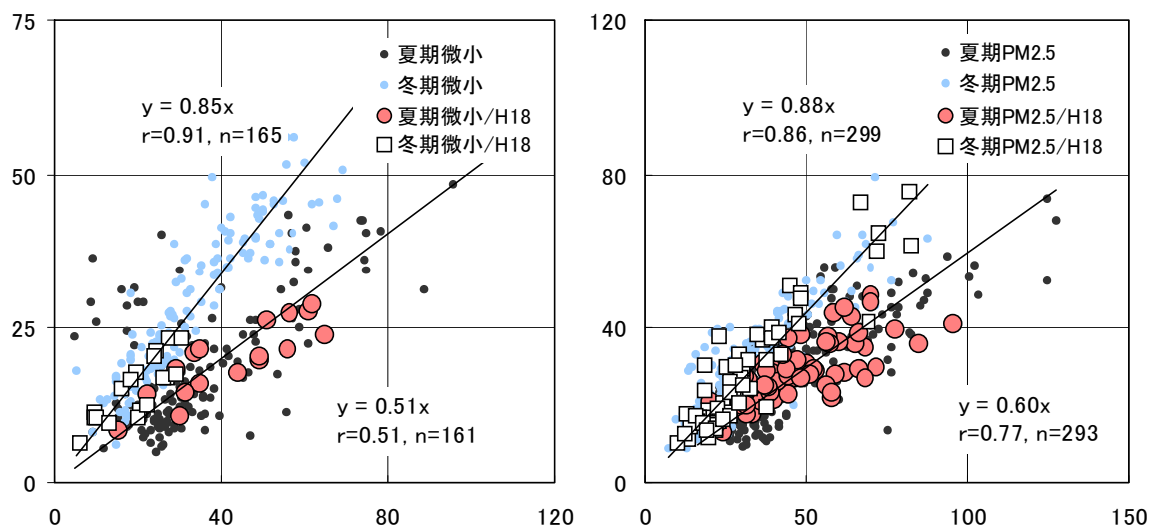 75
50
25
0
0
40
80
120
夏期微小
冬期微小
夏期微小/H18
冬期微小/H18
y = 0.85x
r=0.91, n=165
y = 0.51x
r=0.51, n=161
120
80
40
0
0
50
100
150
夏期PM2.5
冬期PM2.5
夏期PM2.5/H18
冬期PM2.5/H18
y = 0.88x
r=0.86, n=299
y = 0.60x
r=0.77, n=293